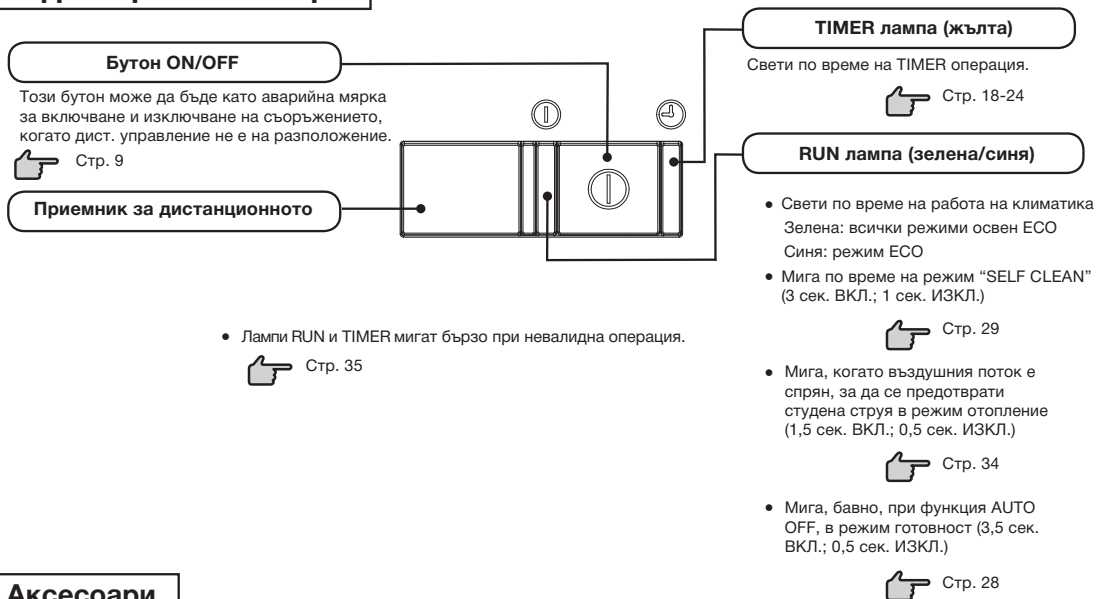 Бутон ON/OFF
Този бутон може да бъде като аварийна мярка
за включване и изключване на съоръжението,
когато дист. управление не е на разположение.
Стр. 9
Приемник за дистанционното
TIMER лампа (жълта)
Свети по време на TIMER операция.
Стр. 18-24
RUN лампа (зелена/синя)
• Свети по време на работа на климатика
Зелена: всички режими освен ECO
Синя: режим ECO
• Мига по време на режим “SELF CLEAN”
(3 сек. ВКЛ.; 1 сек. ИЗКЛ.)
Стр. 29
• Мига, когато въздушния поток е
спрян, за да се предотврати
студена струя в режим отопление
(1,5 сек. ВКЛ.; 0,5 сек. ИЗКЛ.)
Стр. 34
• Мига, бавно, при функция AUTO
OFF, в режим готовност (3,5 сек.
ВКЛ.; 0,5 сек. ИЗКЛ.)
Стр. 28
• Лампи RUN и TIMER мигат бързо при невалидна операция.
Стр. 35
Аксесоари